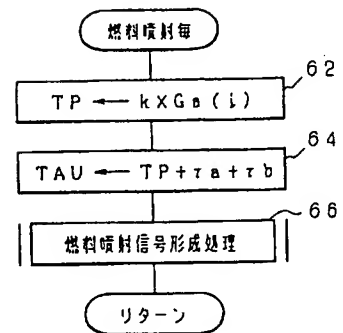 燃料噴射毎
62
TP ← k×Ga(i)
64
TAU ← TP+τa+τb
66
燃料噴射信号形成処理
リターン